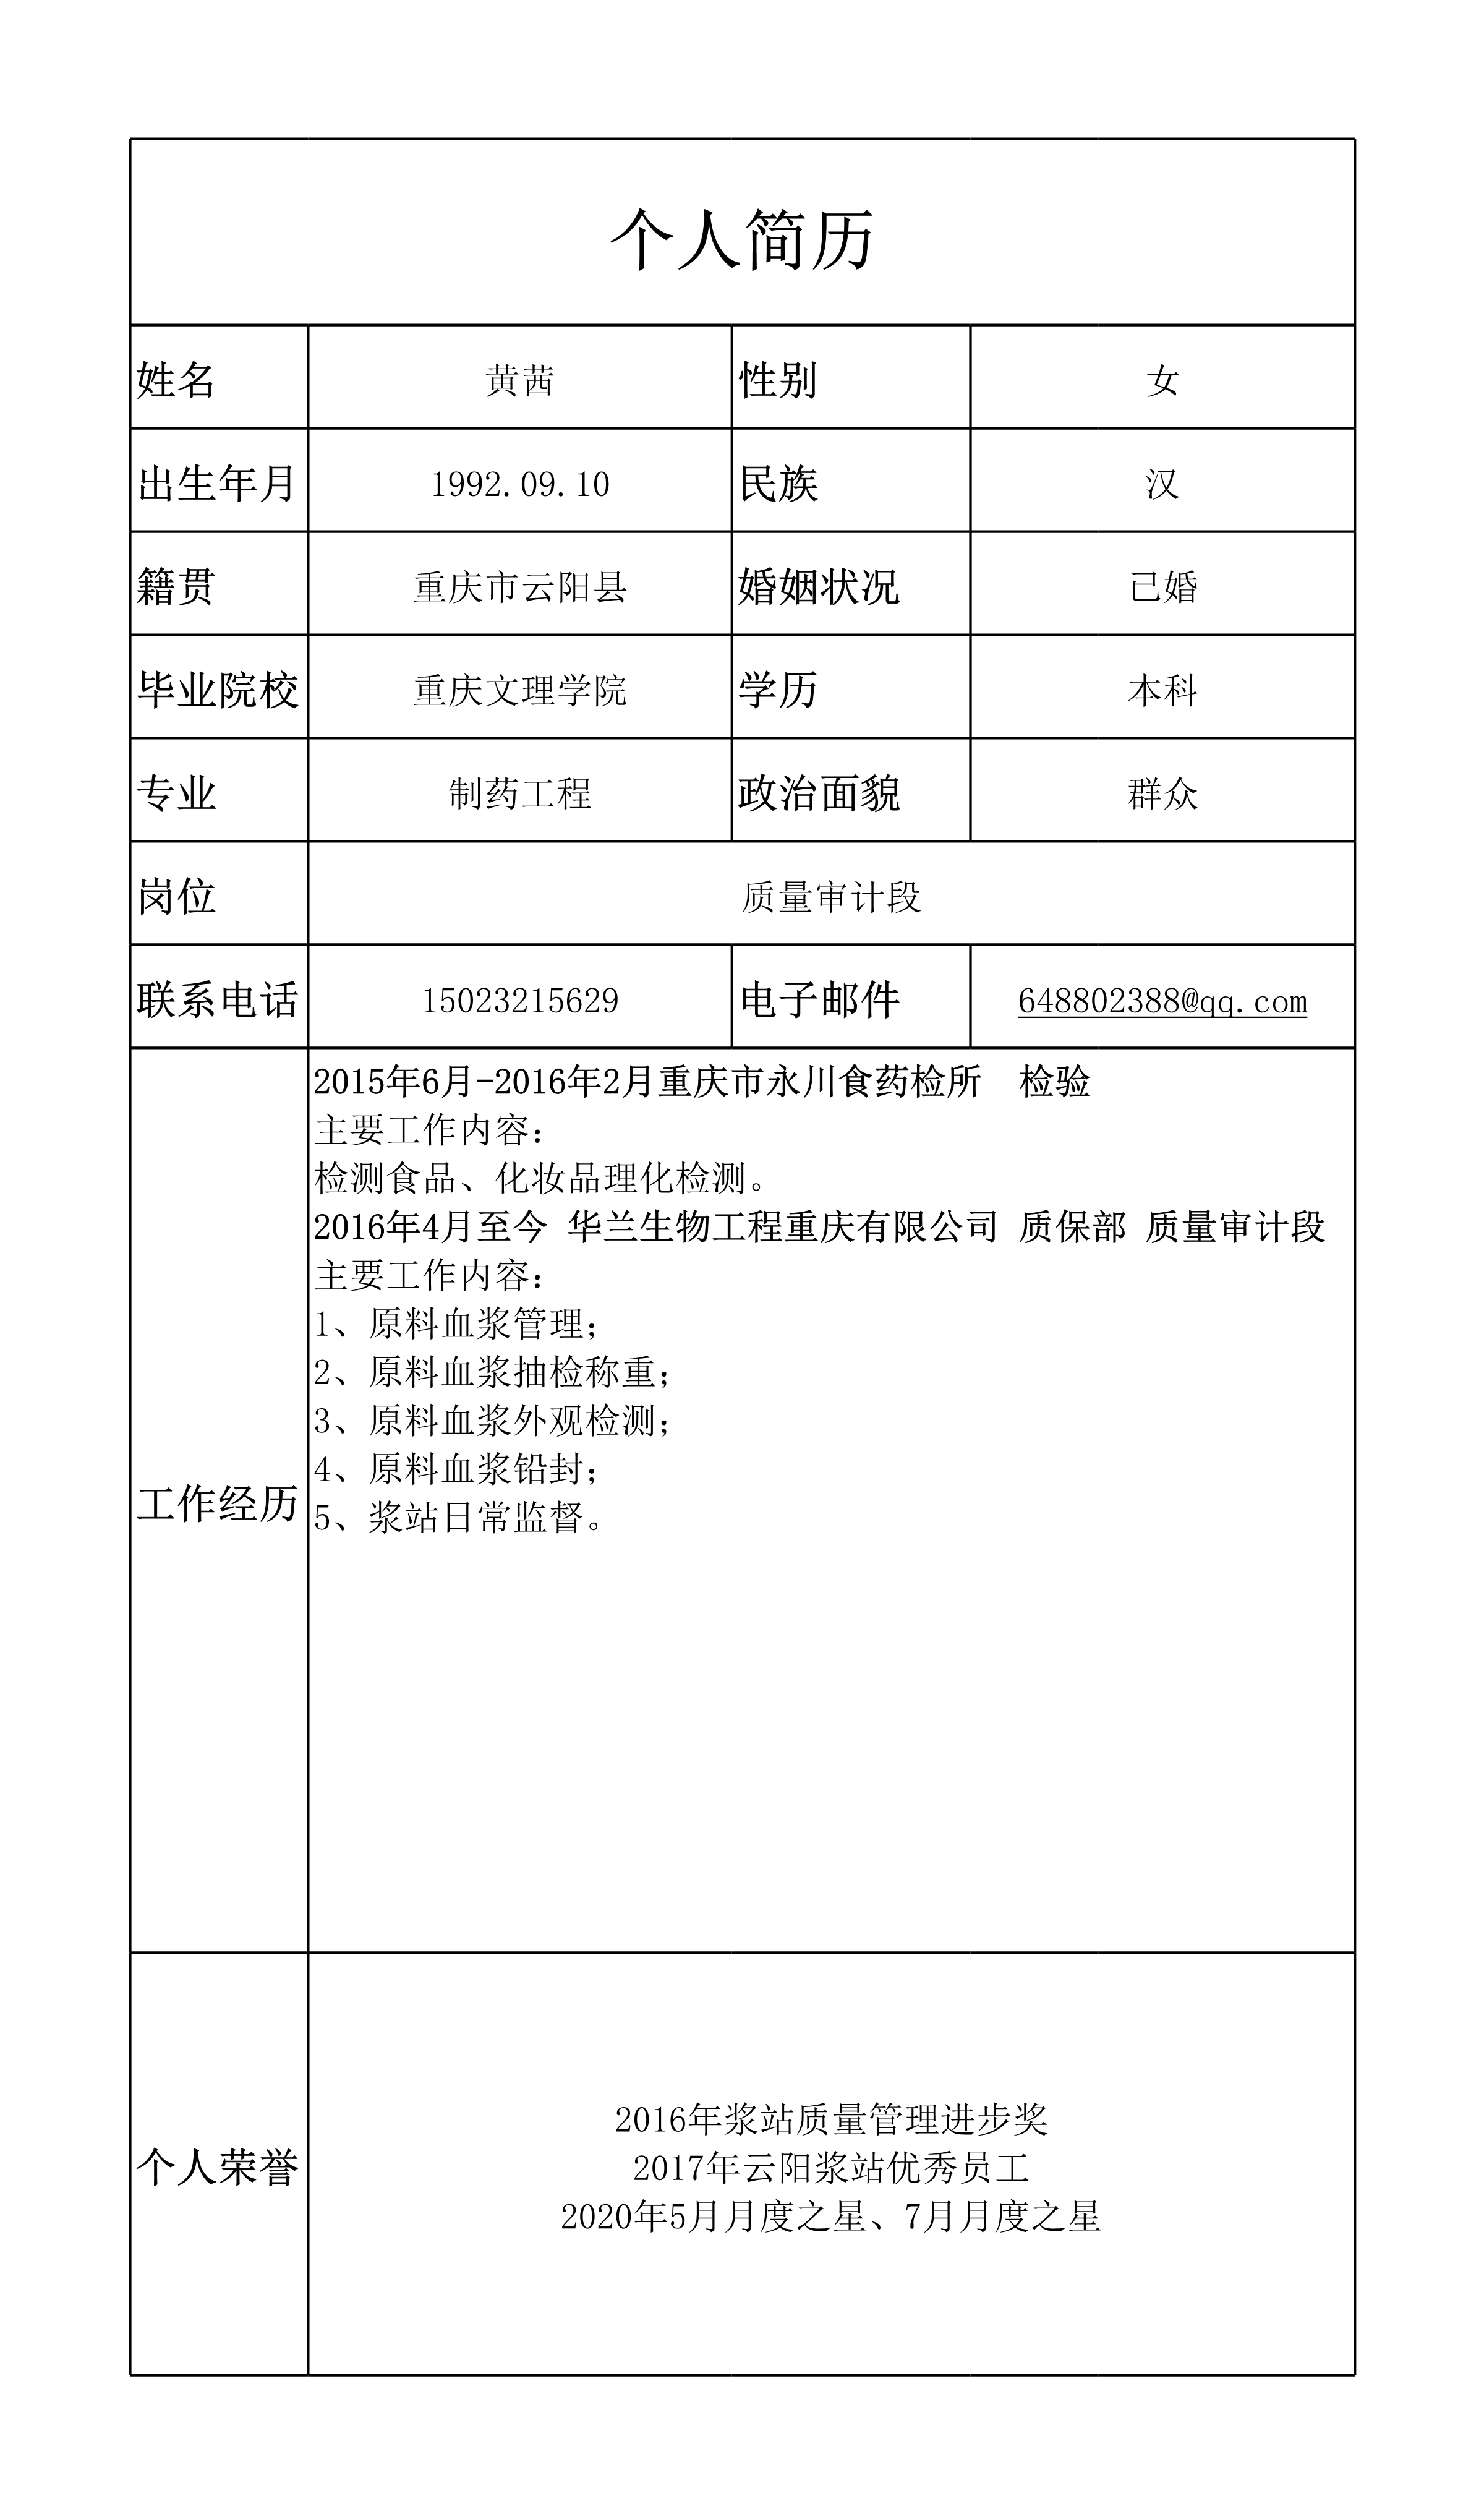 个人简历
姓名 黄茜 性别 女
出生年月 1992.09.10 民族 汉
籍贯 重庆市云阳县 婚姻状况 已婚
毕业院校 重庆文理学院 学历 本科
专业 制药工程 政治面貌 群众
岗位 质量审计段
联系电话 15023215629 电子邮件 648802388@qq.com
工作经历
2015年6月-2016年2月重庆市永川食药检所  检验
主要工作内容：
检测食品、化妆品理化检测。
2016年4月至今 华兰生物工程重庆有限公司 质保部 质量审计段
主要工作内容：
1、原料血浆管理；
2、原料血浆抽检称重；
3、原料血浆外观检测；
4、原料血浆铅封；
5、浆站日常监督。
个人荣誉
2016年浆站质量管理进步奖
2017年云阳浆站优秀员工
2020年5月月度之星、7月月度之星